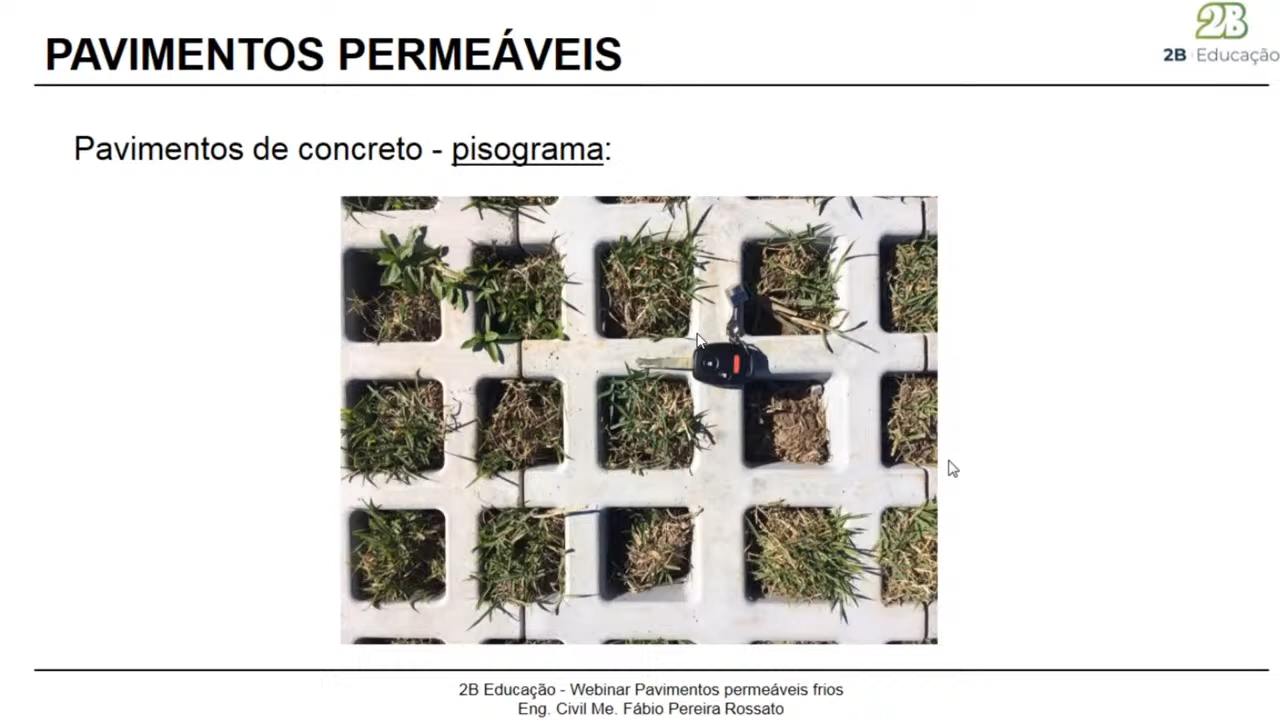 PAVIMENTOS PERMEÁVEIS
2B
2B Educação
Pavimentos de concreto - pisograma:
2B Educação - Webinar Pavimentos permeáveis frios
Eng. Civil Me. Fábio Pereira Rossato